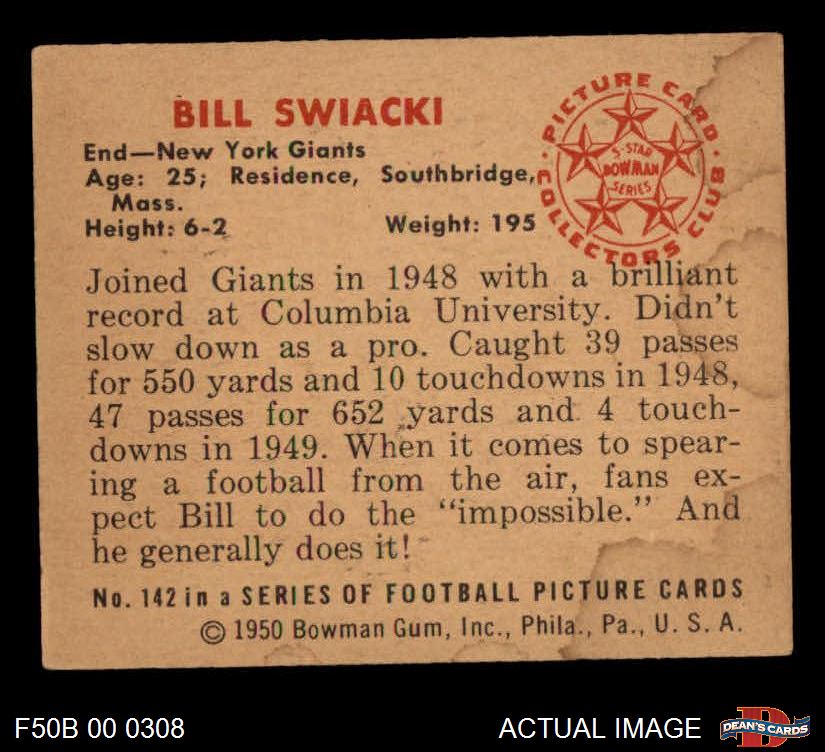 BILL SWIACKI
End—New York Giants
Age: 25; Residence, Southbridge,
Mass.
Height: 6-2 Weight: 195
PICTURE CARD
COLLECTORS CLUB
5-STAR
BOWMAN
SERIES
Joined Giants in 1948 with a brilliant
record at Columbia University. Didn't
slow down as a pro. Caught 39 passes
for 550 yards and 10 touchdowns in 1948,
47 passes for 652 yards and 4 touch-
downs in 1949. When it comes to spear-
ing a football from the air, fans ex-
pect Bill to do the "impossible." And
he generally does it!
No. 142 in a SERIES OF FOOTBALL PICTURE CARDS
© 1950 Bowman Gum, Inc., Phila., Pa., U. S. A.
F50B 00 0308
ACTUAL IMAGE
DEAN'S CARDS